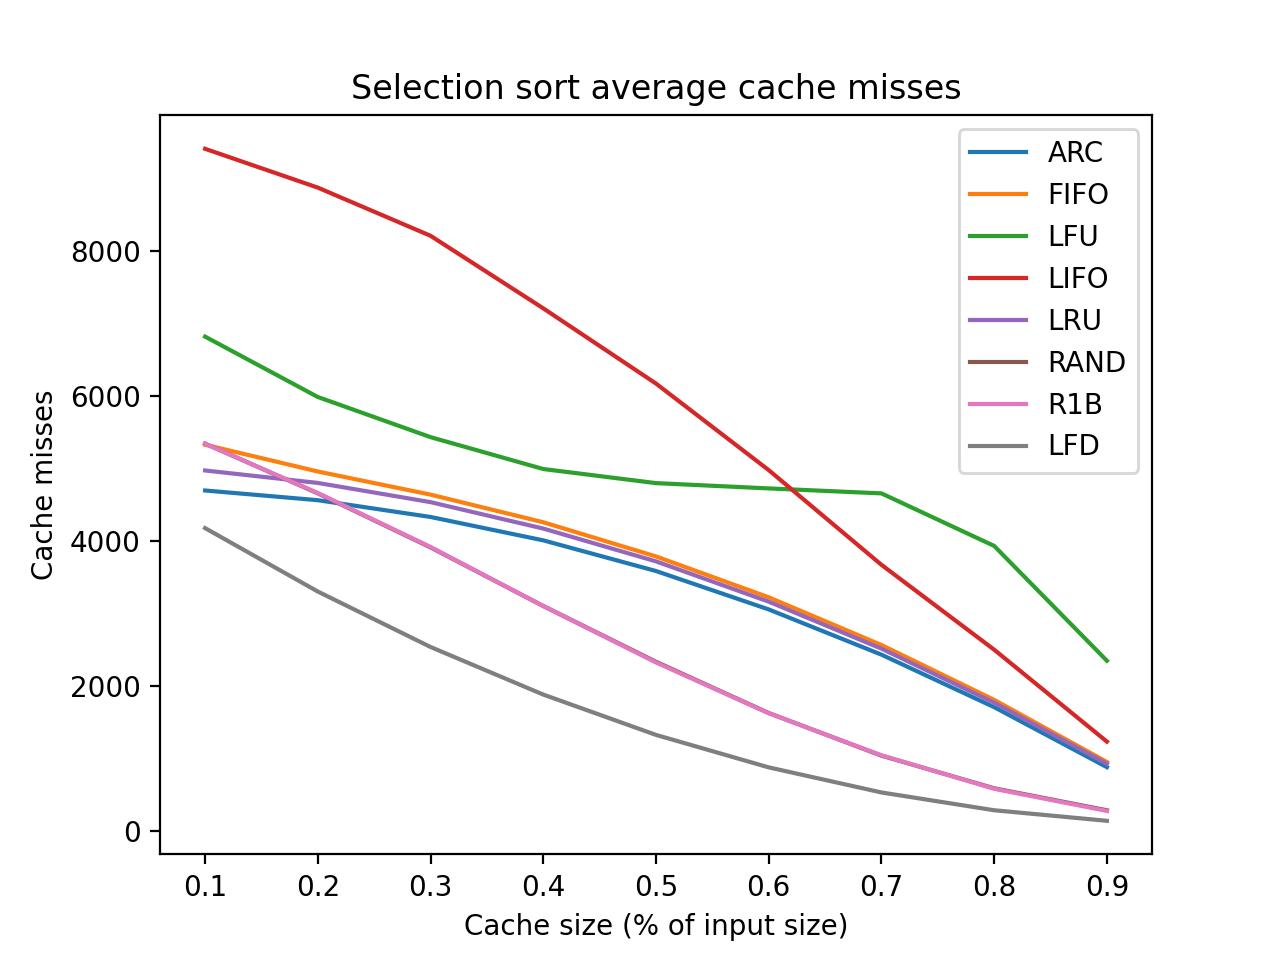 Selection sort average cache misses
ARC
FIFO
LFU
LIFO
LRU
RAND
R1B
LFD
Cache misses
8000
6000
4000
2000
0
0.1 0.2 0.3 0.4 0.5 0.6 0.7 0.8 0.9
Cache size (% of input size)